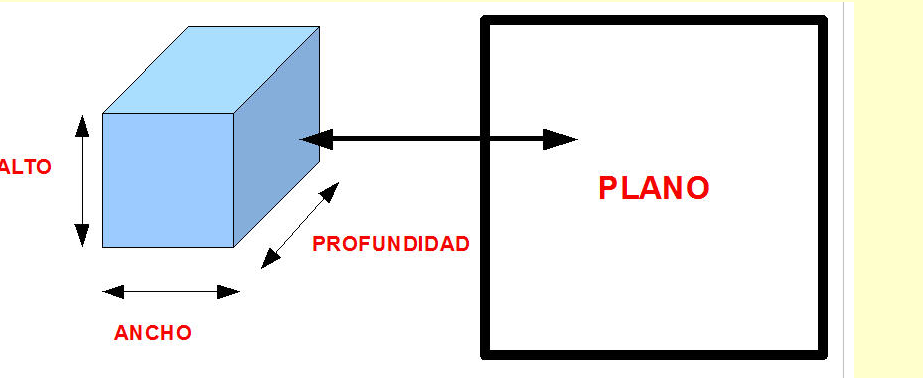 ALTO
PLANO
PROFUNDIDAD
ANCHO